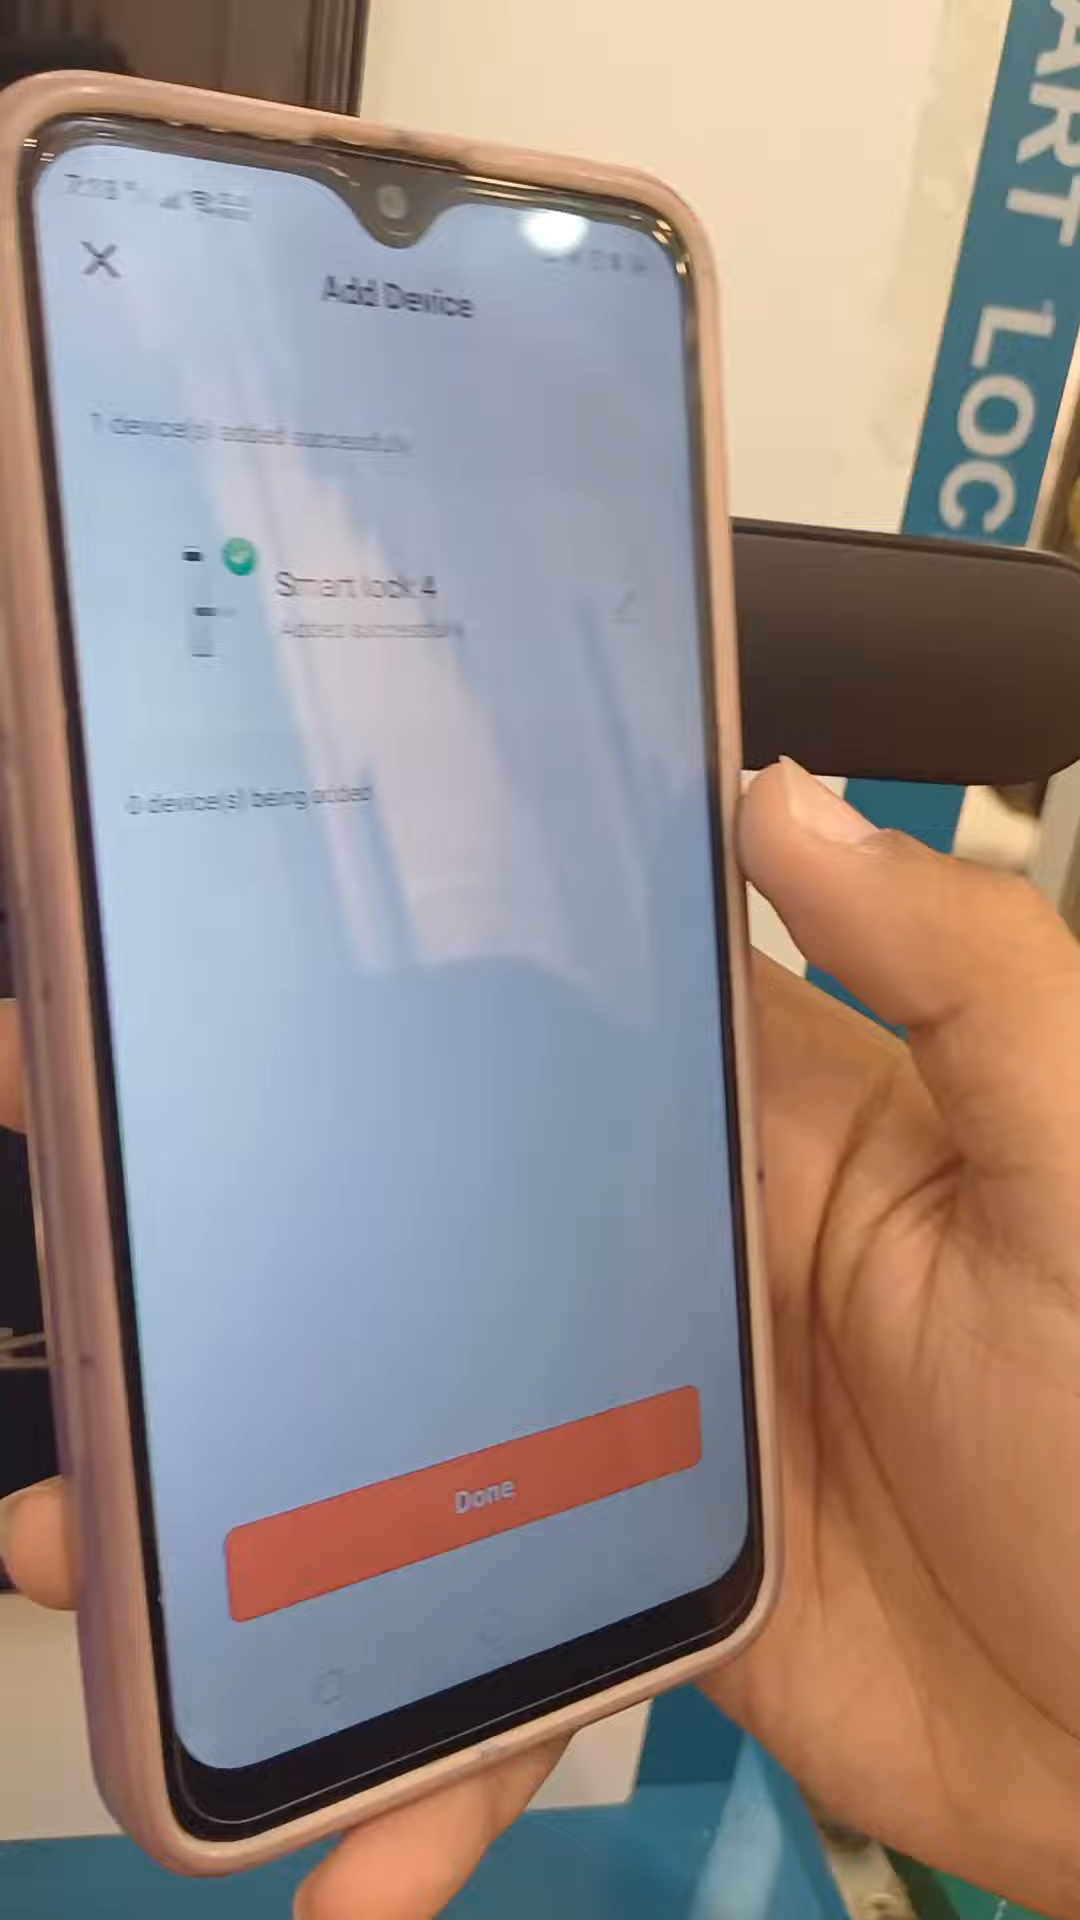 Add Device
1 device(s) added successfully
Smart lock 4
Added successfully
0 device(s) being added
Done
ART LOC